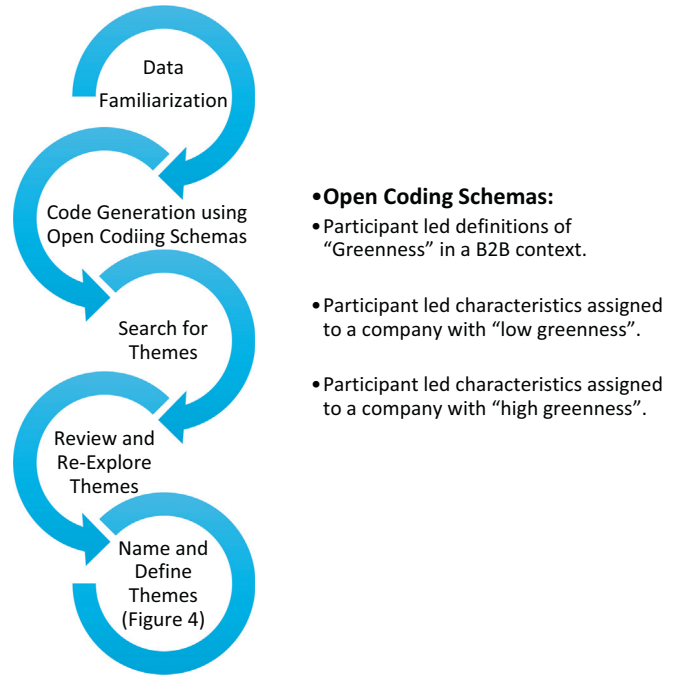 Data
Familiarization
Code Generation using
Open Codiing Schemas
Search for
Themes
Review and
Re-Explore
Themes
Name and
Define
Themes
(Figure 4)
•Open Coding Schemas:
•Participant led definitions of
“Greenness” in a B2B context.
•Participant led characteristics assigned
to a company with “low greenness”.
•Participant led characteristics assigned
to a company with “high greenness”.